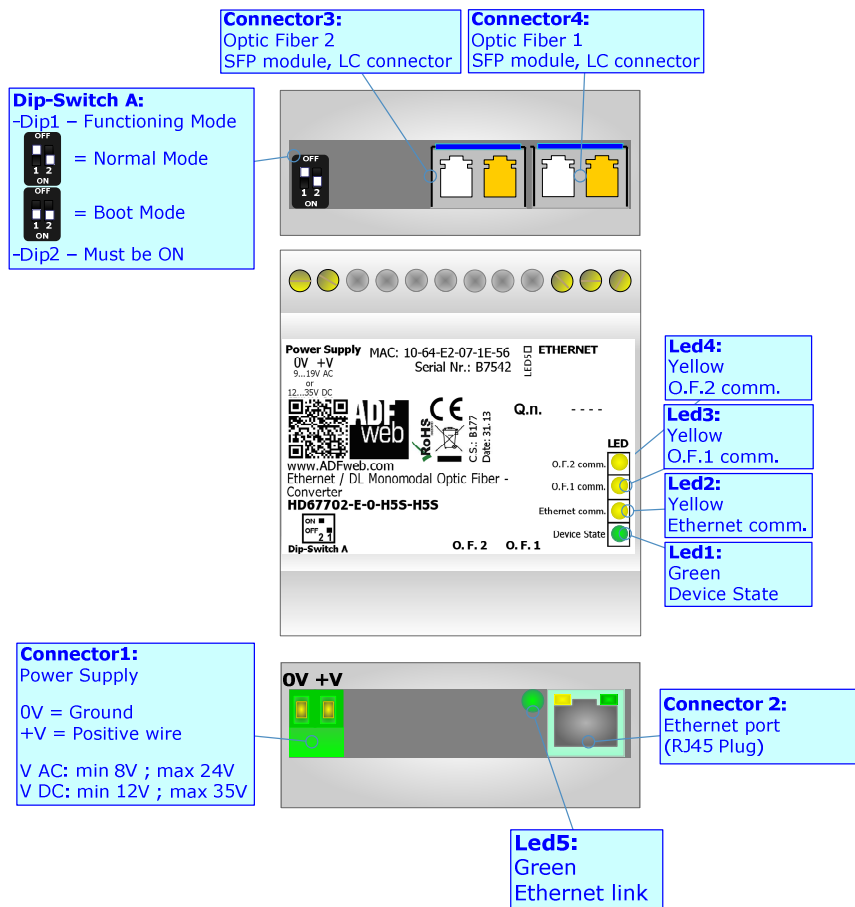 Connector3:
Optic Fiber 2
SFP module, LC connector
Connector4:
Optic Fiber 1
SFP module, LC connector
Dip-Switch A:
-Dip1 – Functioning Mode
OFF
1 2
ON
= Normal Mode
OFF
1 2
ON
= Boot Mode
-Dip2 – Must be ON
OFF
1 2
ON
Power Supply
0V +V
9...19V AC
or
12...35V DC
MAC: 10-64-E2-07-1E-56
Serial Nr.: B7542
LED5
ETHERNET
ADF
web
RoHS
CE
C.S.: B177
Date: 31.13
Q.п. ----
www.ADFweb.com
Ethernet / DL Monomodal Optic Fiber -
Converter
HD67702-E-0-H5S-H5S
ON
OFF
2 1
Dip-Switch A
LED
O.F.2 comm.
O.F.1 comm.
Ethernet comm.
Device State
O.F.2 O.F.1
Led4:
Yellow
O.F.2 comm.
Led3:
Yellow
O.F.1 comm.
Led2:
Yellow
Ethernet comm.
Led1:
Green
Device State
Connector1:
Power Supply
0V = Ground
+V = Positive wire
V AC: min 8V ; max 24V
V DC: min 12V ; max 35V
0V +V
Connector 2:
Ethernet port
(RJ45 Plug)
Led5:
Green
Ethernet link